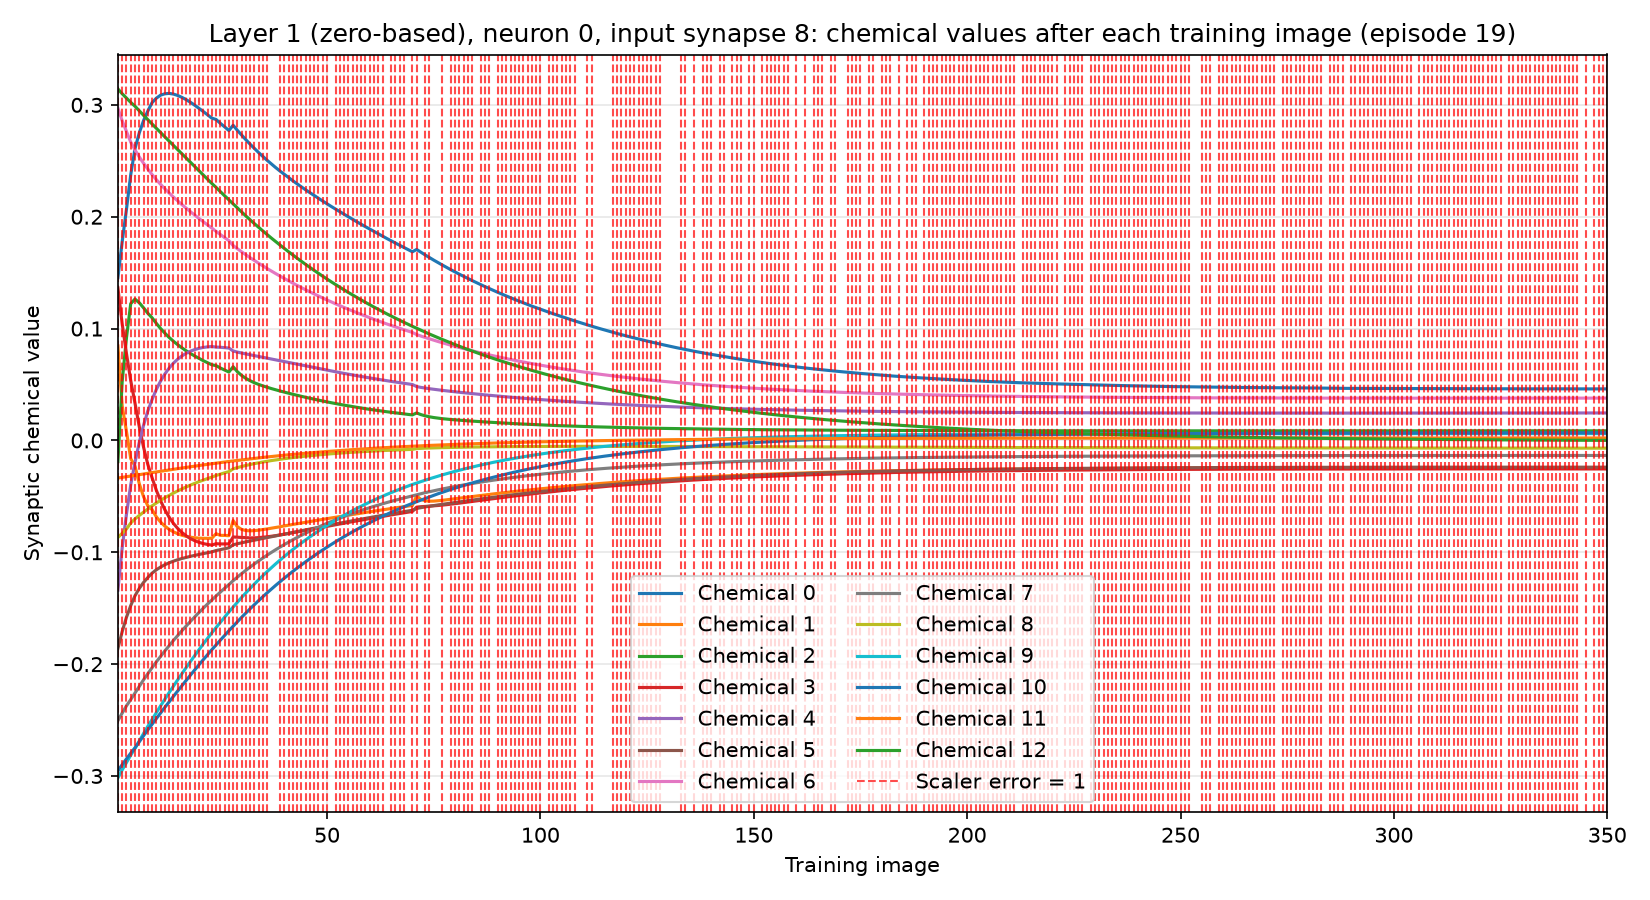 Layer 1 (zero-based), neuron 0, input synapse 8: chemical values after each training image (episode 19)
Synaptic chemical value
0.3
0.2
0.1
0.0
−0.1
−0.2
−0.3
Chemical 0
Chemical 1
Chemical 2
Chemical 3
Chemical 4
Chemical 5
Chemical 6
Chemical 7
Chemical 8
Chemical 9
Chemical 10
Chemical 11
Chemical 12
Scaler error = 1
50
100
150
200
250
300
350
Training image